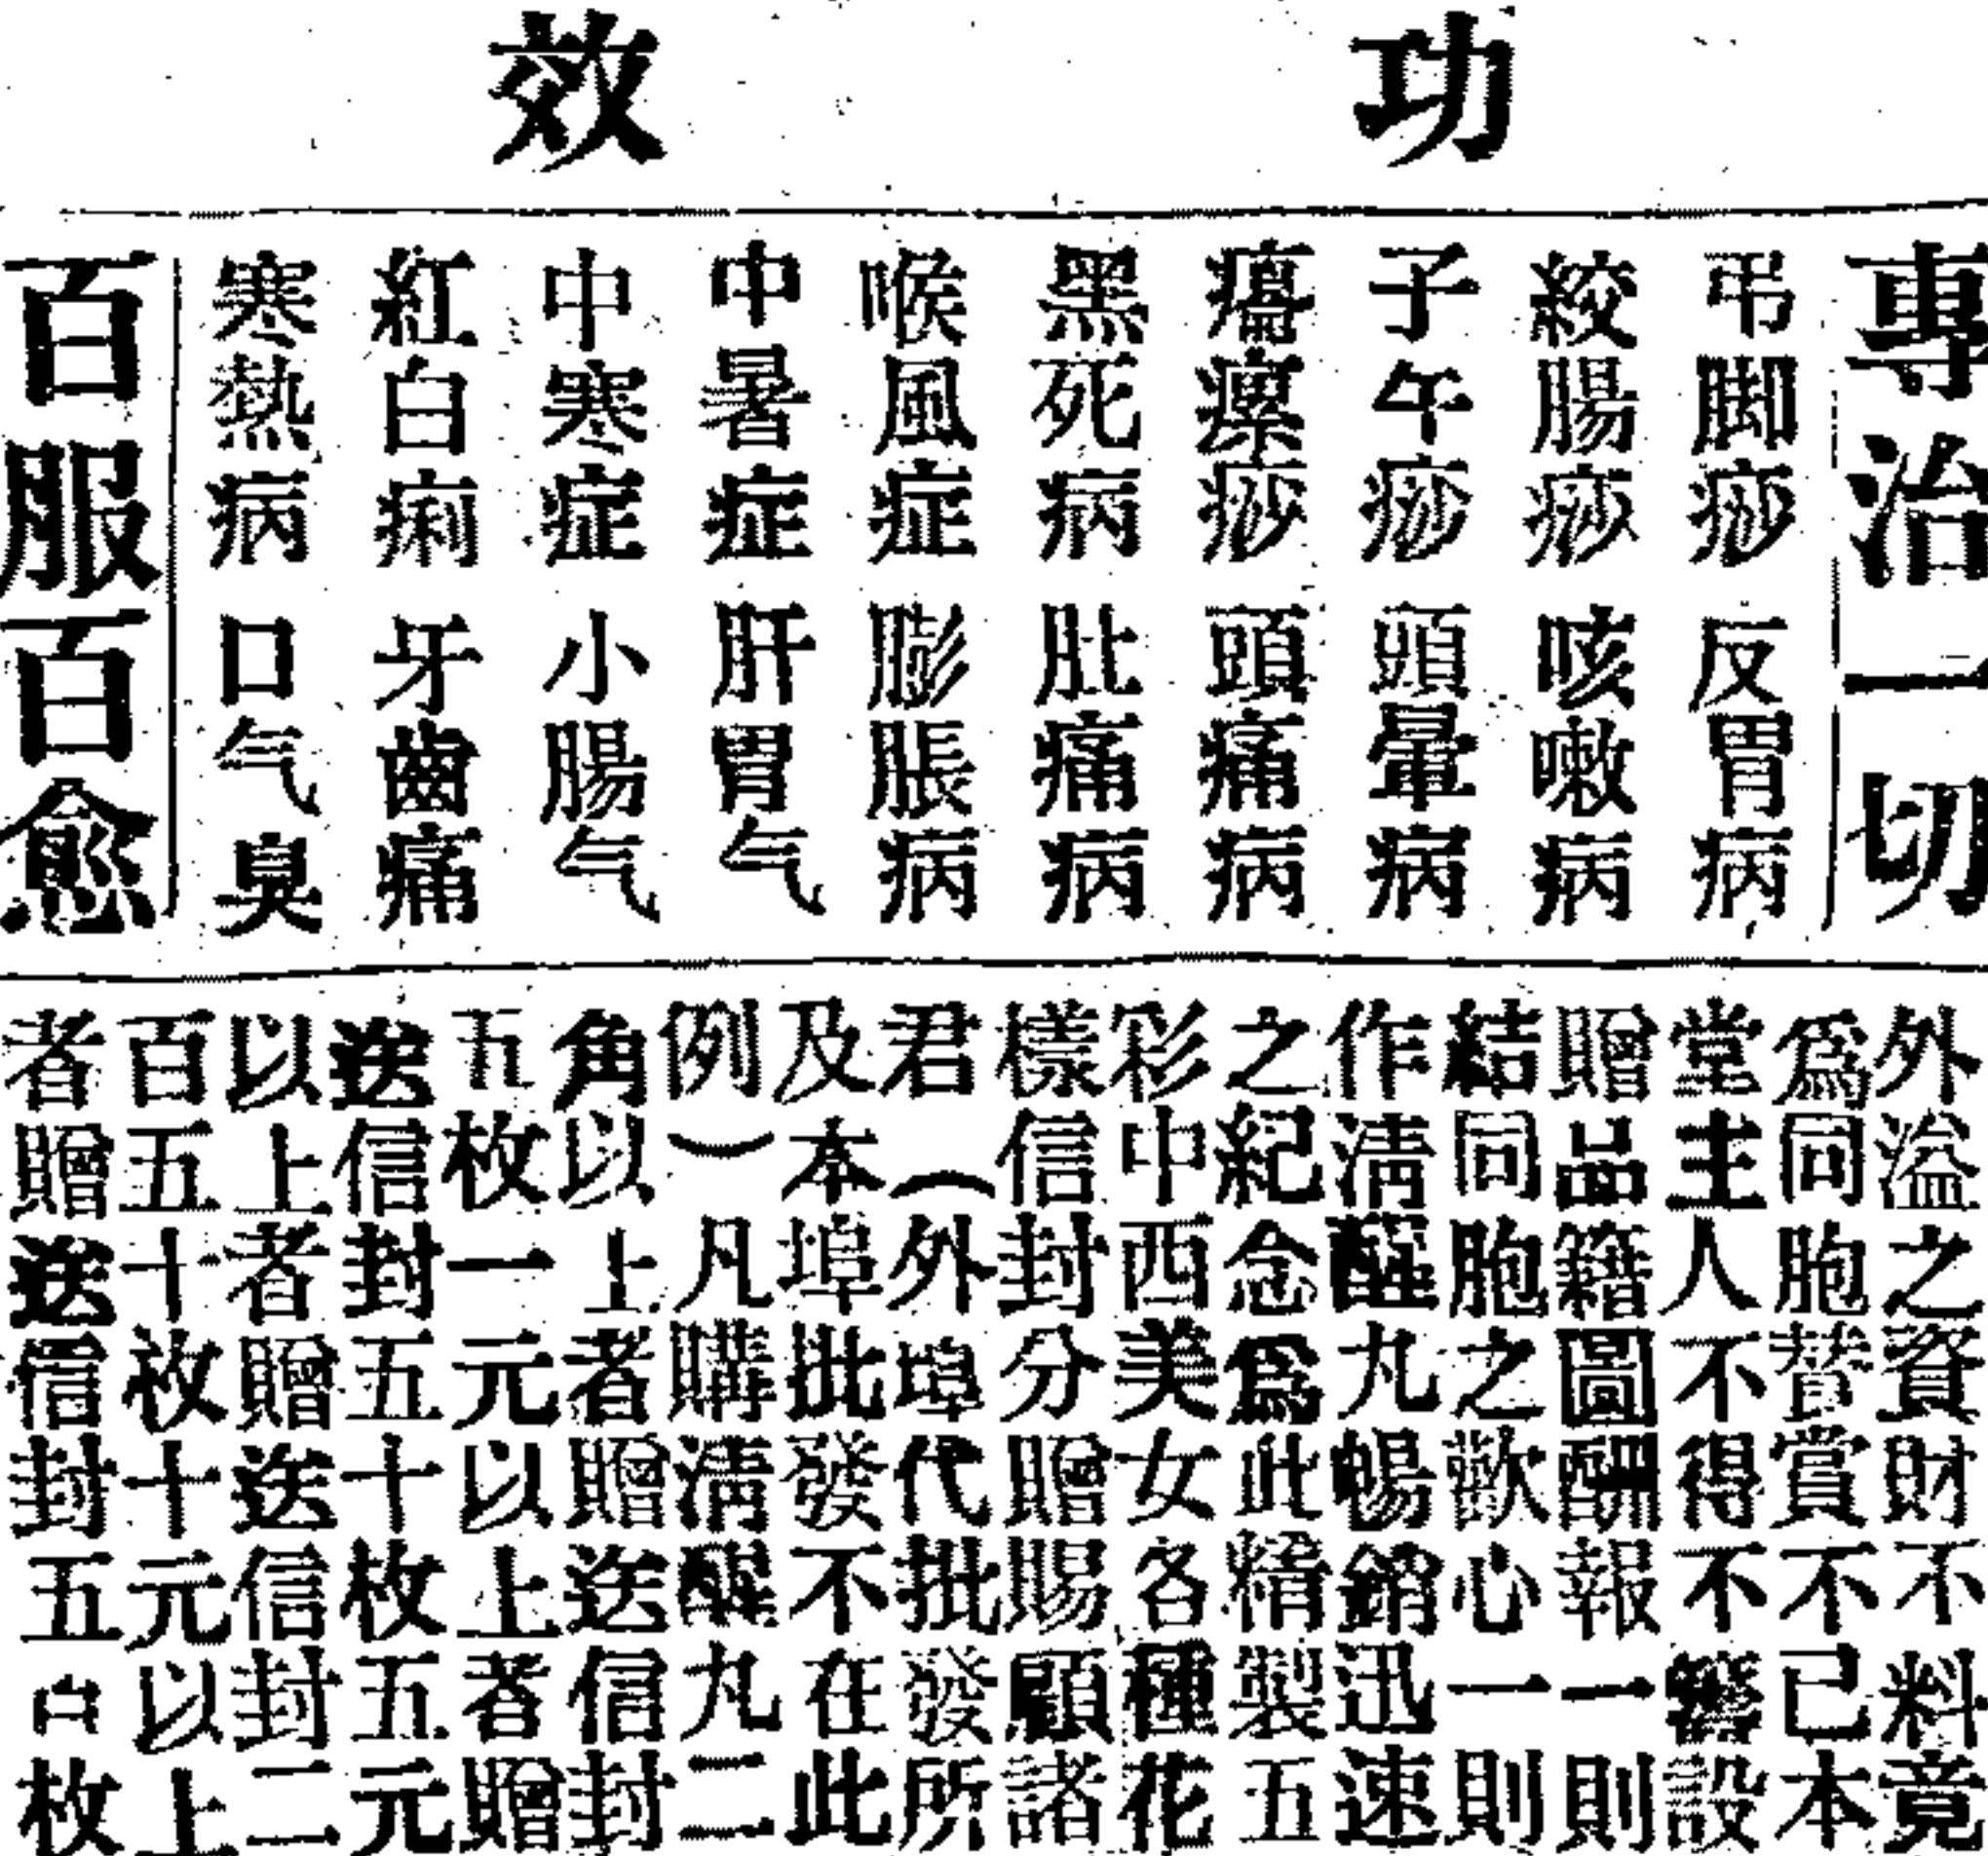 功效
專治一切
吊脚痧 反胃病
絞腸痧 咳嗽病
子午痧 頭暈病
癟瘰痧 頭痛病
黑死病 肚痛病
喉風症 膨脹病
中暑症 肝胃气
中寒症 小腸气
紅白痢 牙齒痛
寒熱病 口气臭
百服百愈
外溢之資財不料竟
爲同胞賛賞不已本
堂主人不得不籌設
贈品籍圖酬報一則
結同胞之歡心一則
作清醒丸暢銷迅速
之紀念爲此精製五
彩中西美女各種花
樣信封分贈賜顧諸
君（外埠代批發所
及本埠批發不在此
例）凡購清醒丸二
角以上者贈送信封
五枚一元以上者贈
送信封五十枚五元
以上者贈送信封二
百五十枚十元以上
者贈送信封五百枚